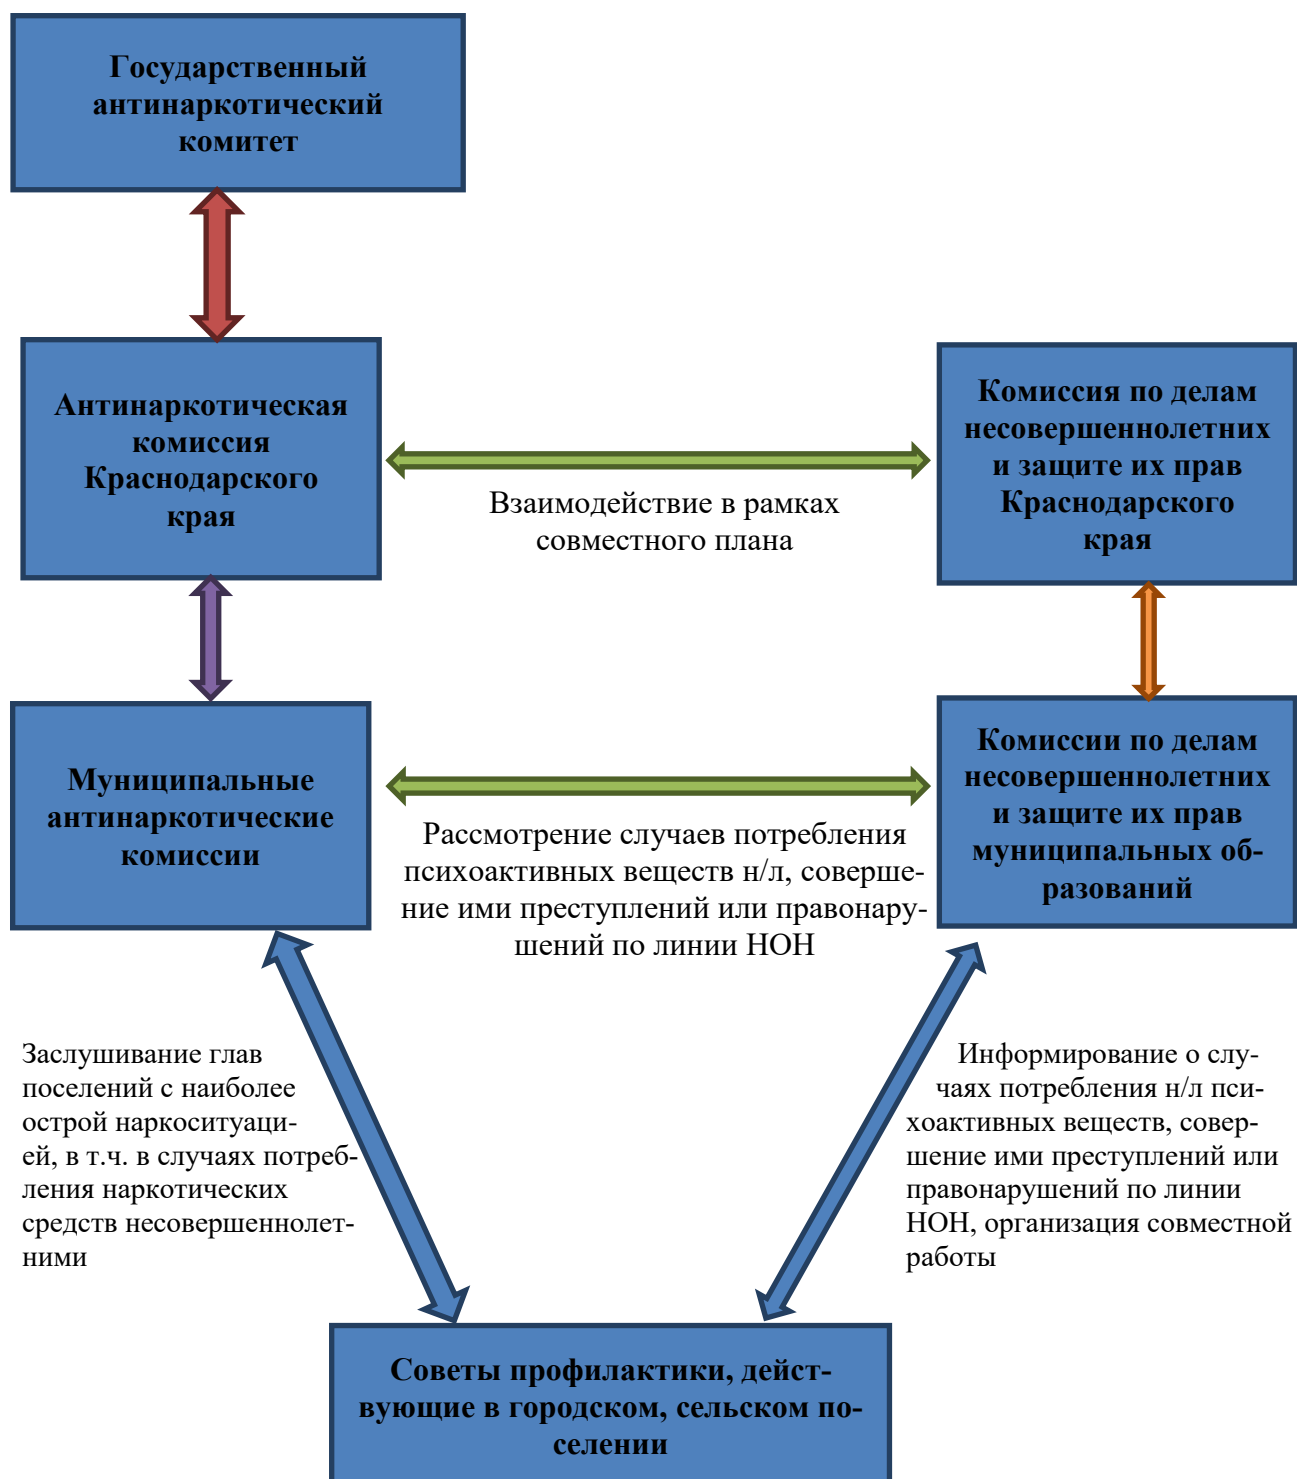 Государственный
антинаркотический
комитет
Антинаркотическая
комиссия
Краснодарского
края
Взаимодействие в рамках
совместного плана
Комиссия по делам
несовершеннолетних
и защите их прав
Краснодарского
края
Муниципальные
антинаркотические
комиссии
Рассмотрение случаев потребления
психоактивных веществ н/л, соверше-
ние ими преступлений или правонару-
шений по линии НОН
Комиссии по делам
несовершеннолетних
и защите их прав
муниципальных об-
разований
Заслушивание глав
поселений с наиболее
острой наркоситуаци-
ей, в т.ч. в случаях потреб-
ления наркотических
средств несовершеннолет-
ними
Информирование о слу-
чаях потребления н/л пси-
хоактивных веществ, совер-
шение ими преступлений или
правонарушений по линии
НОН, организация совместной
работы
Советы профилактики, дейст-
вующие в городском, сельском по-
селении